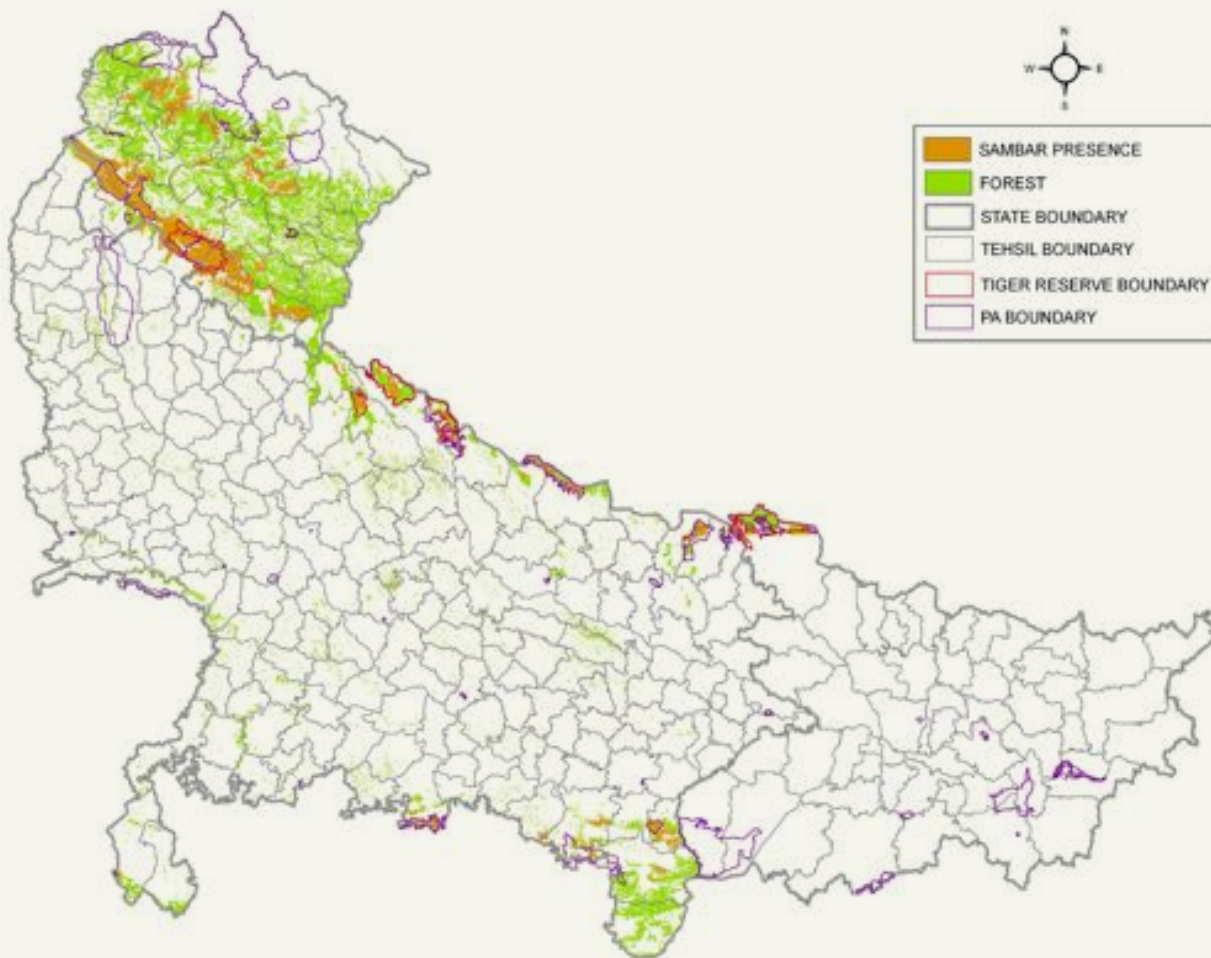 N
W E
S
SAMBAR PRESENCE
FOREST
STATE BOUNDARY
TEHSIL BOUNDARY
TIGER RESERVE BOUNDARY
PA BOUNDARY